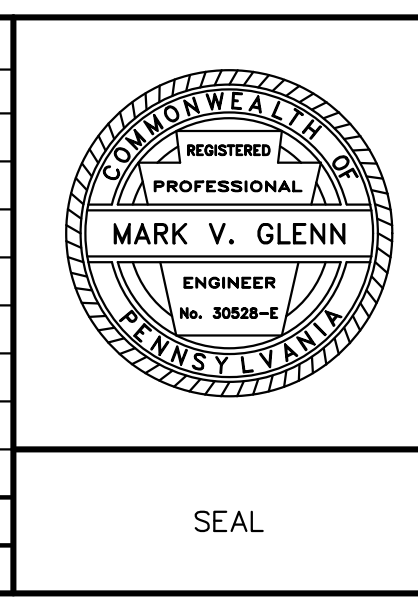 COMMONWEALTH OF
REGISTERED
PROFESSIONAL
MARK V. GLENN
ENGINEER
No. 30528-E
PENNSYLVANIA
SEAL